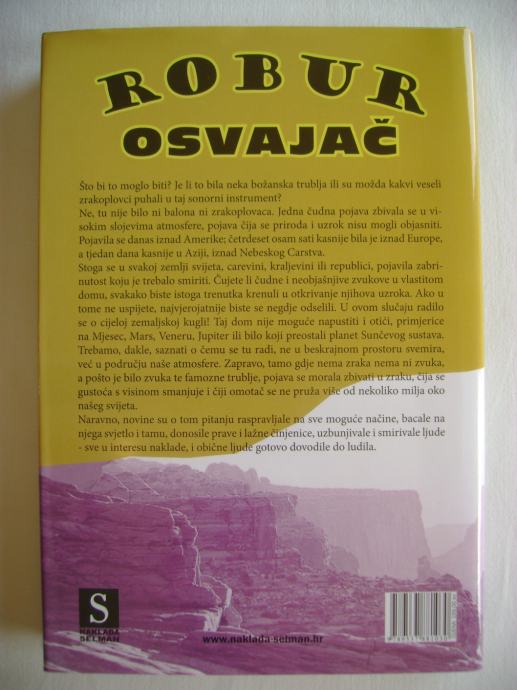 ROBUR
OSVAJAČ
Što bi to moglo biti? Je li to bila neka božanska trublja ili su možda kakvi veseli
zrakoplovci puhali u taj sonorni instrument?
Ne, tu nije bilo ni balona ni zrakoplovaca. Jedna čudna pojava zbivala se u vi-
sokim slojevima atmosfere, pojava čija se priroda i uzrok nisu mogli objasniti.
Pojavila se danas iznad Amerike; četrdeset osam sati kasnije bila je iznad Europe,
a tjedan dana kasnije u Aziji, iznad Nebeskog Carstva.
Stoga se u svakoj zemlji svijeta, carevini, kraljevini ili republici, pojavila zabri-
nutost koju je trebalo smiriti. Čujete li čudne i neobjašnjive zvukove u vlastitom
domu, svakako biste istoga trenutka krenuli u otkrivanje njihova uzroka. Ako u
tome ne uspijete, najvjerojatnije biste se negdje odselili. U ovom slučaju radilo
se o cijeloj zemaljskoj kugli! Taj dom nije moguće napustiti i otići, primjerice
na Mjesec, Mars, Veneru, Jupiter ili bilo koji preostali planet Sunčevog sustava.
Trebamo, dakle, saznati o čemu se tu radi, ne u beskrajnom prostoru svemira,
već u području naše atmosfere. Zapravo, tamo gdje nema zraka nema ni zvuka,
a pošto je bilo zvuka te famozne trublje, pojava se morala zbivati u zraku, čija se
gustoća s visinom smanjuje i čiji omotač se ne pruža više od nekoliko milja oko
našeg svijeta.
Naravno, novine su o tom pitanju raspravljale na sve moguće načine, bacale na
njega svjetlo i tamu, donosile prave i lažne činjenice, uzbunjivale i smirivale ljude
- sve u interesu naklade, i obične ljude gotovo dovodile do ludila.
S
NAKLADA
SELMAN
www.naklada-selman.hr